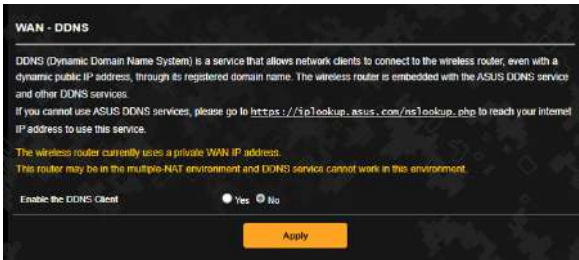 WAN - DDNS
DDNS (Dynamic Domain Name System) is a service that allows network clients to connect to the wireless router, even with a
dynamic public IP address, through its registered domain name. The wireless router is embedded with the ASUS DDNS service
and other DDNS services.
If you cannot use ASUS DDNS services, please go to https://iplookup.asus.com/nslookup.php to reach your internet
IP address to use this service.
The wireless router currently uses a private WAN IP address.
This router may be in the multiple-NAT environment and DDNS service cannot work in this environment.
Enable the DDNS Client Yes No
Apply